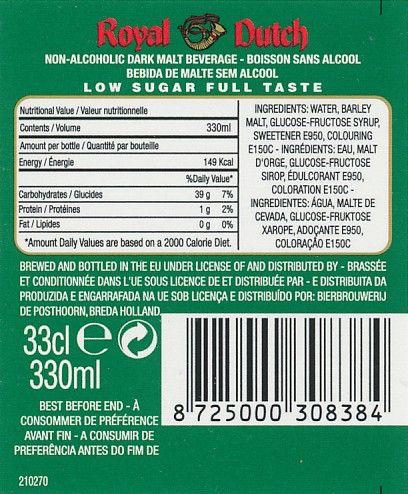 Royal Dutch
NON-ALCOHOLIC DARK MALT BEVERAGE - BOISSON SANS ALCOOL
BEBIDA DE MALTE SEM ALCOOL
LOW SUGAR FULL TASTE
Nutritional Value / Valeur nutritionnelle
Contents / Volume 330ml
Amount per bottle / Quantité par bouteille
Energy / Énergie 149 Kcal
%Daily Value*
Carbohydrates / Glucides 39 g 7%
Protein / Protéines 1 g 2%
Fat / Lipides 0 g 0%
*Amount Daily Values are based on a 2000 Calorie Diet.
INGREDIENTS: WATER, BARLEY
MALT, GLUCOSE-FRUCTOSE SYRUP,
SWEETENER E950, COLOURING
E150C - INGRÉDIENTS: EAU, MALT
D'ORGE, GLUCOSE-FRUCTOSE
SIROP, ÉDULCORANT E950,
COLORATION E150C -
INGREDIENTES: ÁGUA, MALTE DE
CEVADA, GLUCOSE-FRUKTOSE
XAROPE, ADOÇANTE E950,
COLORAÇÃO E150C
BREWED AND BOTTLED IN THE EU UNDER LICENSE OF AND DISTRIBUTED BY - BRASSÉE
ET CONDITIONNÉE DANS L'UE SOUS LICENCE DE ET DISTRIBUÉE PAR - E DISTRIBUITA DA
PRODUZIDA E ENGARRAFADA NA UE SOB LICENÇA E DISTRIBUÍDO POR: BIERBROUWERIJ
DE POSTHOORN, BREDA HOLLAND
33cl e
330ml
BEST BEFORE END - À
CONSOMMER DE PRÉFÉRENCE
AVANT FIN - A CONSUMIR DE
PREFERÊNCIA ANTES DO FIM DE
8 725000 308384
210270